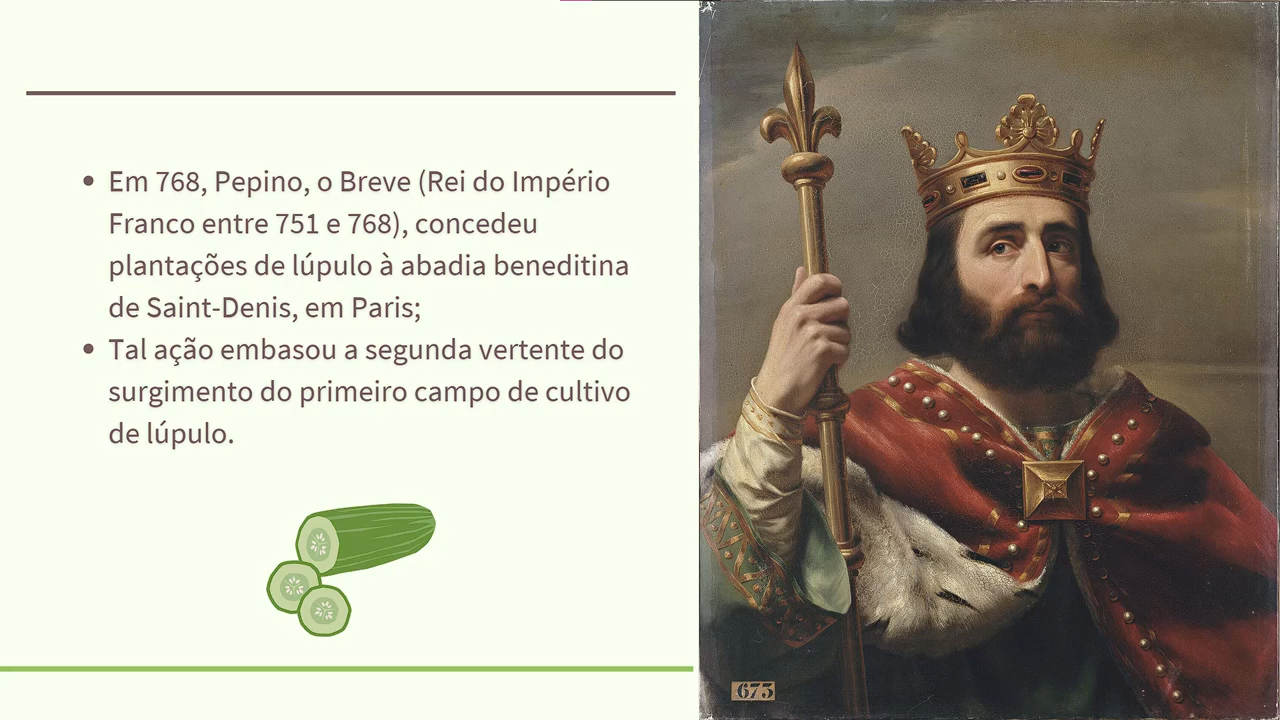 • Em 768, Pepino, o Breve (Rei do Império
Franco entre 751 e 768), concedeu
plantações de lúpulo à abadia beneditina
de Saint-Denis, em Paris;
• Tal ação embasou a segunda vertente do
surgimento do primeiro campo de cultivo
de lúpulo.
673